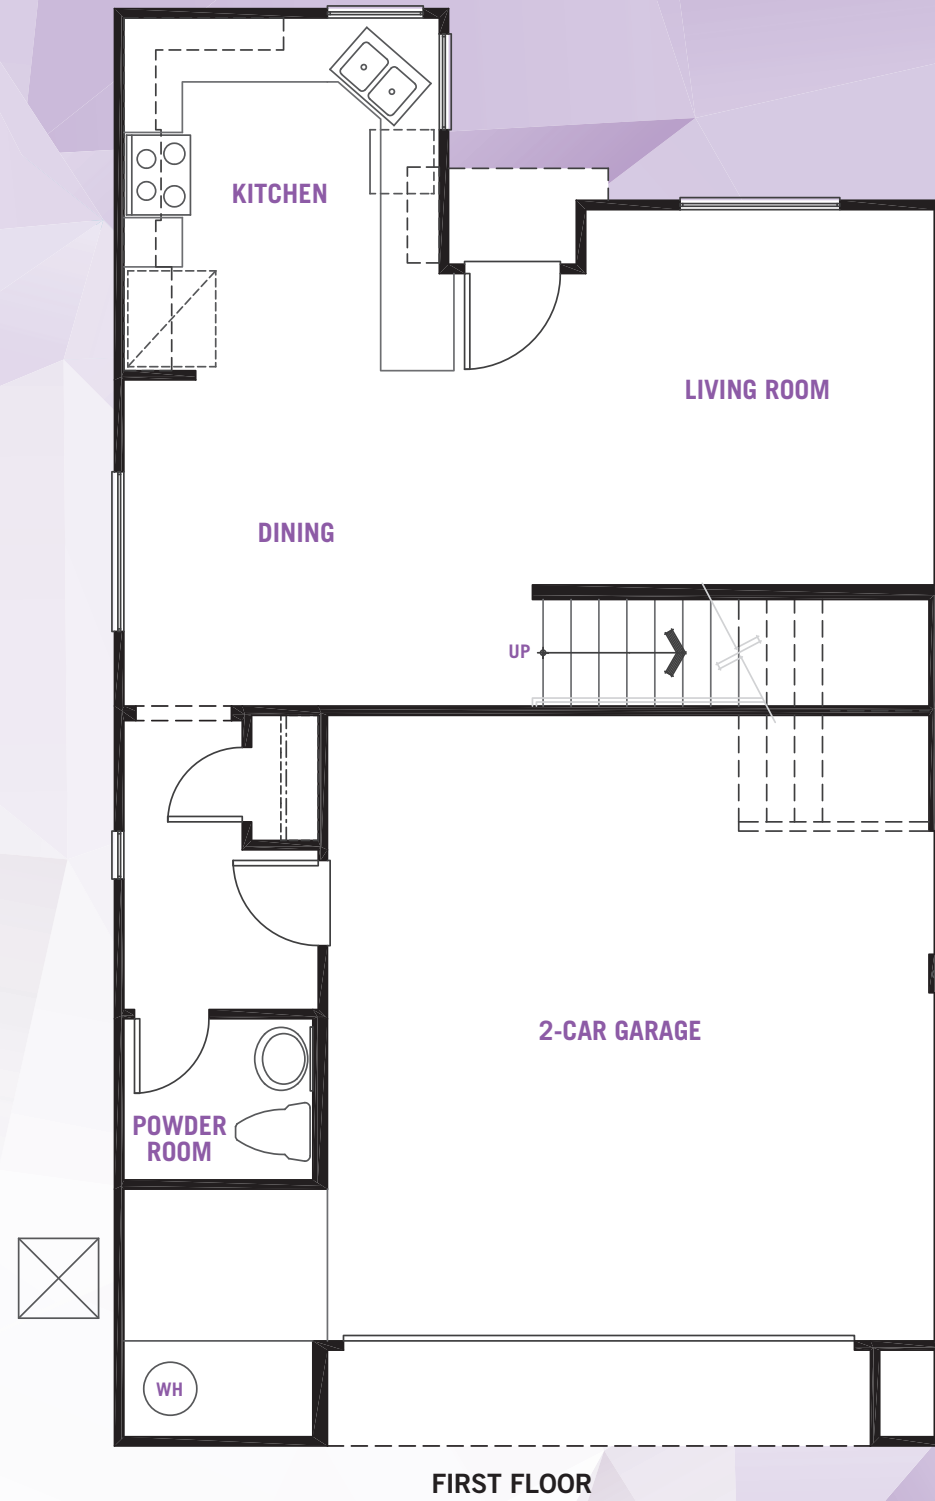 KITCHEN
LIVING ROOM
DINING
UP
2-CAR GARAGE
POWDER
ROOM
WH
FIRST FLOOR